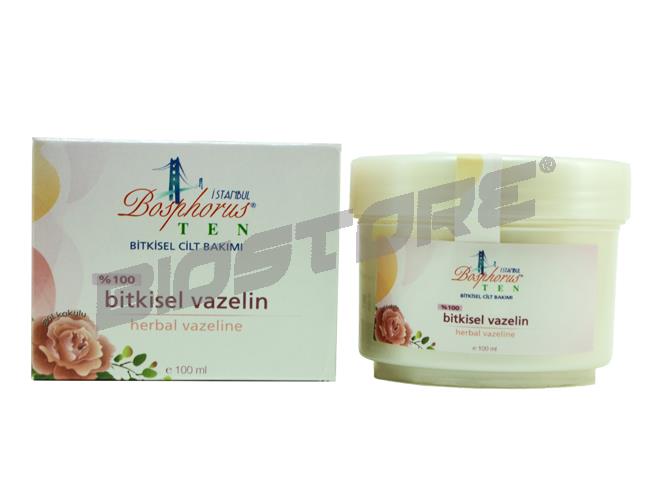 İSTANBUL
Bosphorus®
TEN
BİTKİSEL CİLT BAKIMI
%100
bitkisel vazelin
herbal vazeline
gül kokulu
e 100 ml
İSTANBUL
Bosphorus
TEN
BİTKİSEL CİLT BAKIMI
%100
bitkisel vazelin
herbal vazeline
e 100 ml
BIOSTORE®